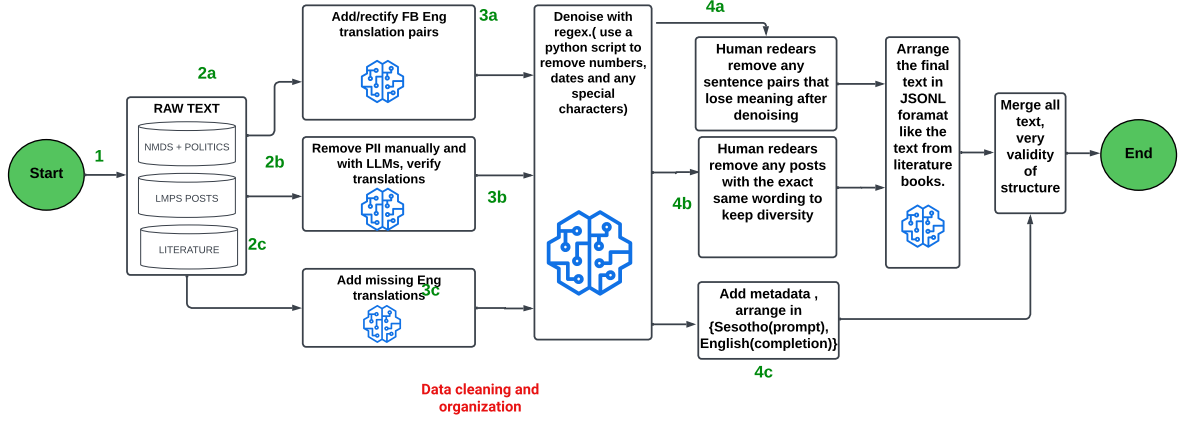 Start
1
RAW TEXT
NMDS + POLITICS
LMPS POSTS
LITERATURE
2a
2b
2c
Add/rectify FB Eng
translation pairs
Remove PII manually and
with LLMs, verify
translations
Add missing Eng
translations
3a
3b
3c
Denoise with
regex.( use a
python script to
remove numbers,
dates and any
special
characters)
4a
4b
4c
Human redears
remove any
sentence pairs that
lose meaning after
denoising
Human redears
remove any posts
with the exact
same wording to
keep diversity
Add metadata ,
arrange in
{Sesotho(prompt),
English(completion)}
Arrange
the final
text in
JSONL
foramat
like the
text from
literature
books.
Merge all
text,
very
validity
of
structure
End
Data cleaning and
organization